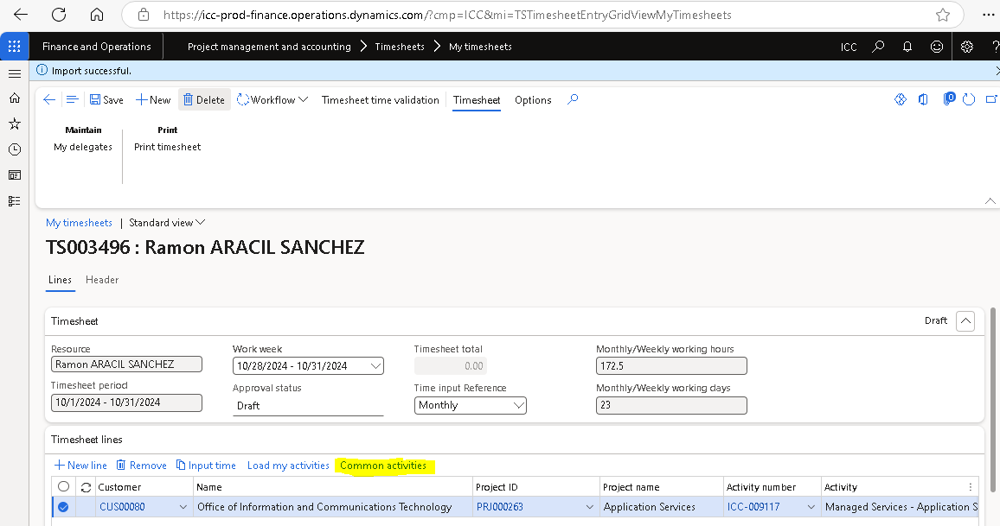 https://icc-prod-finance.operations.dynamics.com/?cmp=ICC&mi=TSTimesheetEntryGridViewMyTimesheets
Finance and Operations Project management and accounting Timesheets My timesheets ICC ?
Import successful.
Save New Delete Workflow Timesheet time validation Timesheet Options 0
Maintain Print
My delegates Print timesheet
My timesheets | Standard view
TS003496 : Ramon ARACIL SANCHEZ
Lines Header
Timesheet Draft
Resource Work week Timesheet total Monthly/Weekly working hours
Ramon ARACIL SANCHEZ 10/28/2024 - 10/31/2024 0.00 172.5
Timesheet period Approval status Time input Reference Monthly/Weekly working days
10/1/2024 - 10/31/2024 Draft Monthly 23
Timesheet lines
New line Remove Input time Load my activities Common activities
Customer Name Project ID Project name Activity number Activity
CUS00080 Office of Information and Communications Technology PRJ000263 Application Services ICC-009117 Managed Services - Application S